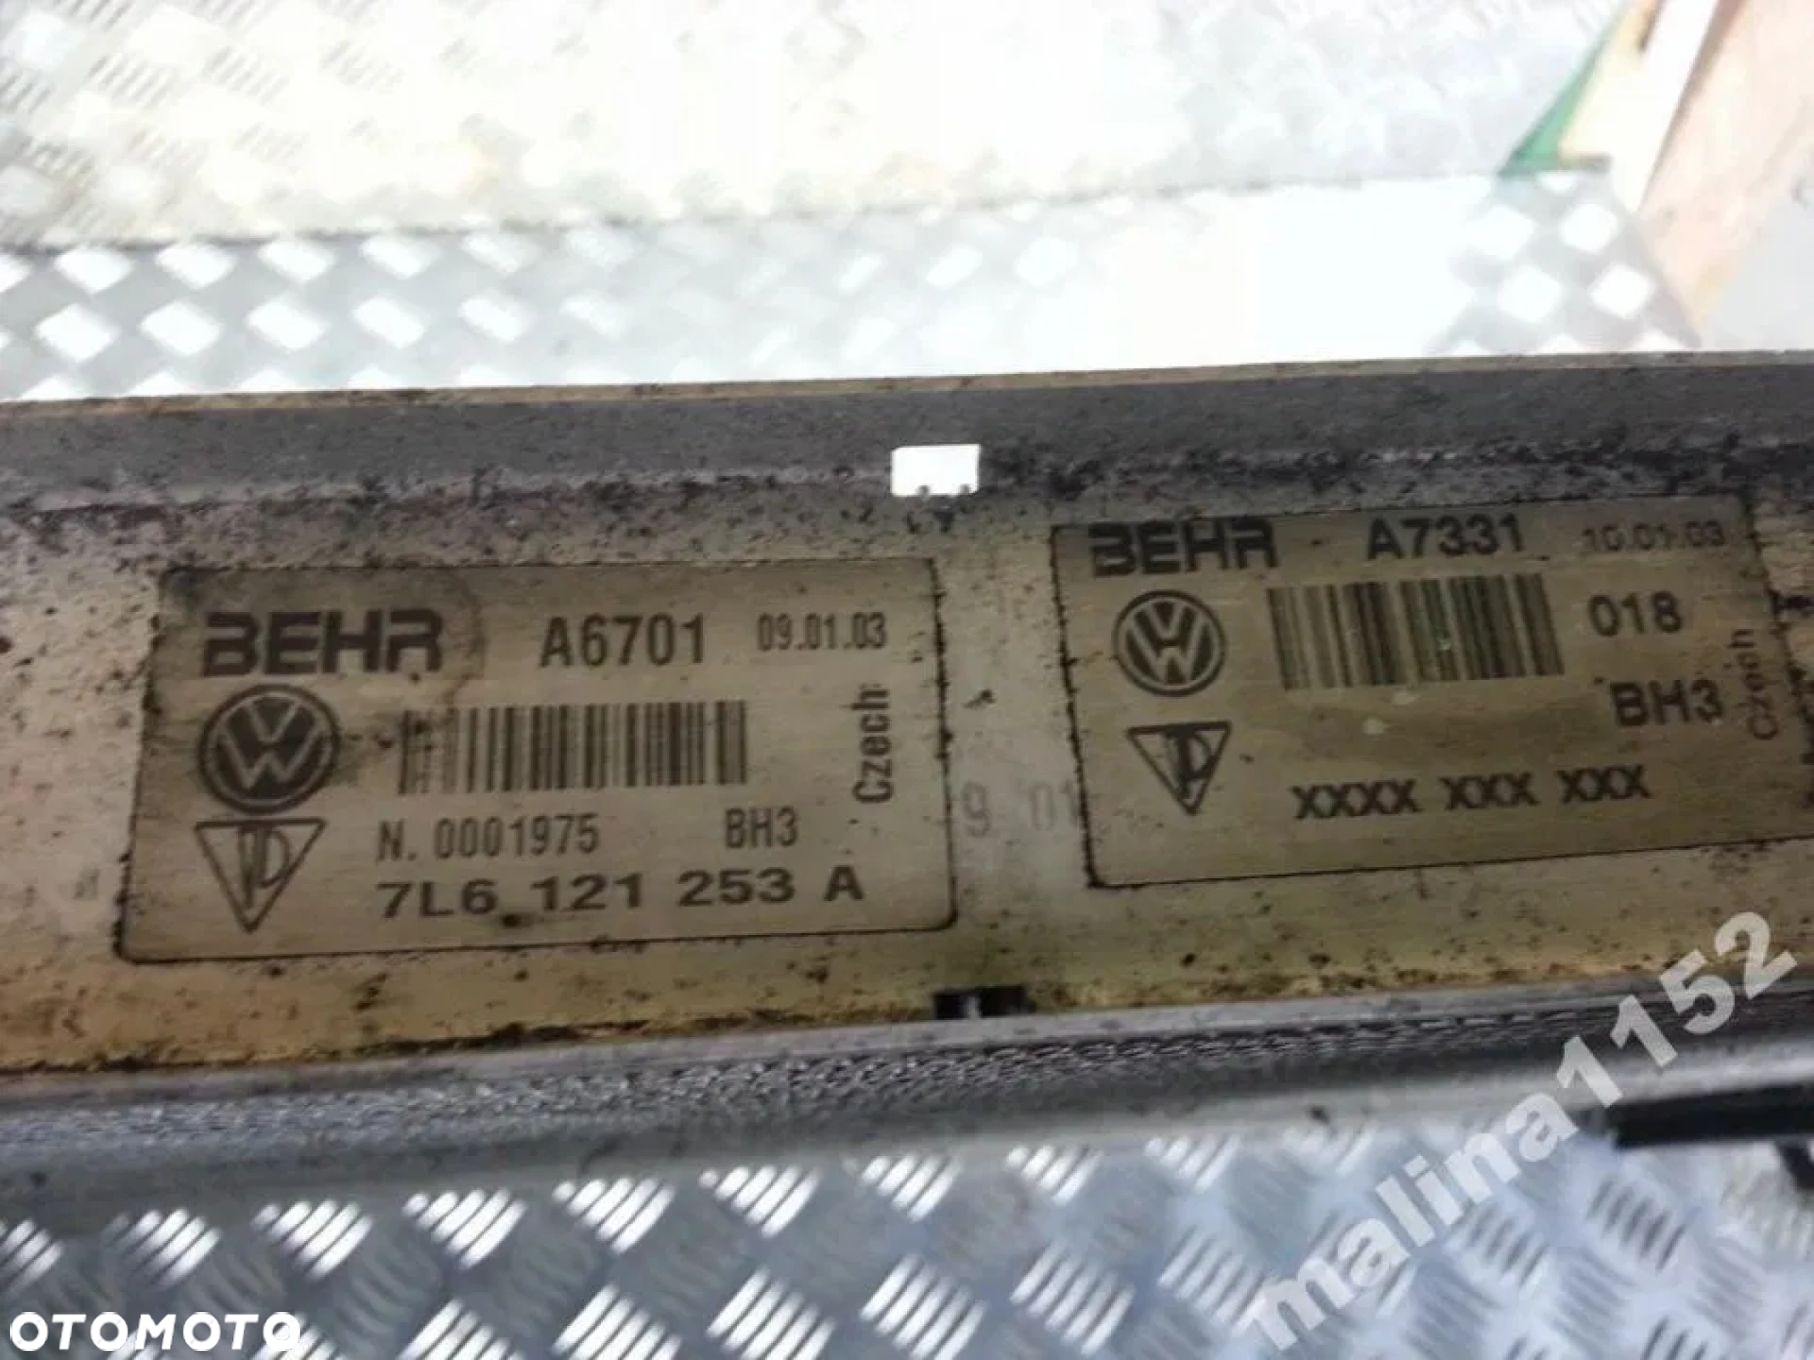 BEHR A6701 09.01.03
Czech
N. 0001975 BH3
7L6 121 253 A
9 01
BEHR A7331 10.01.03
018
BH3
Czech
XXXX XXX XXX
malina1152
OTOMOTO